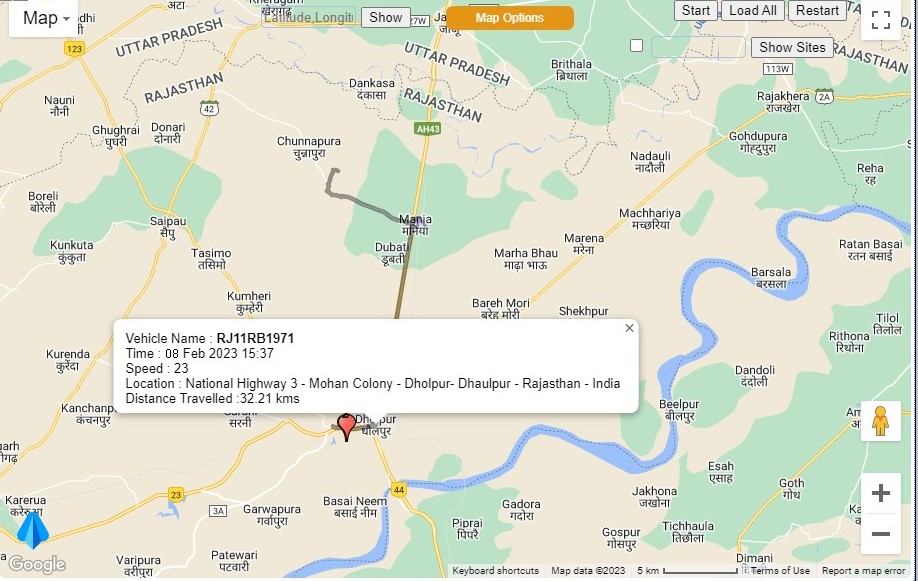 Map
Latitude,Longit
Show
Map Options
Start
Load All
Restart
Show Sites
UTTAR PRADESH
RAJASTHAN
UTTAR PRADESH
RAJASTHAN
RAJASTHAN
123
42
27W
AH43
113W
2A
Brithala
ब्रिथाला
Dankasa
दंकासा
Rajakhera
राजखेरा
Nauni
नौनी
Ghughrai
घुघरी
Donari
दोनारी
Chunnapura
चुन्नापुरा
Gohdupura
गोहदुपुरा
Nadauli
नादौली
Reha
रह
Boreli
बोरेली
Saipau
सैपु
Mania
मनिया
Machhariya
मच्छरिया
Kunkuta
कुंकुता
Tasimo
तसिमो
Dubati
डूबती
Marha Bhau
माढ़ा भाऊ
Marena
मरेना
Ratan Basai
रतन बसाई
Barsala
बरसला
Kumheri
कुम्हेरी
Bareh Mori
बरेह मोरी
Shekhpur
Tilol
तिलोल
Rithona
रिथौना
Vehicle Name : RJ11RB1971
Time : 08 Feb 2023 15:37
Speed : 23
Location : National Highway 3 - Mohan Colony - Dholpur- Dhaulpur - Rajasthan - India
Distance Travelled :32.21 kms
Kurenda
कुरेंदा
Dandoli
दंदोली
Kanchanpur
कंचनपुर
सरनी
धौलपुर
Beelpur
बीलपुर
44
23
3A
Esah
एसाह
Jakhona
जखोना
Goth
गोथ
Karerua
Garwapura
गर्वापुरा
Basai Neem
बसाई नीम
Gadora
गदोरा
Piprai
पिपरै
Gospur
गोसपुर
Tichhaula
तिछौला
Dimani
Varipura
वरीपुरा
Patewari
पटवारी
Google
Keyboard shortcuts
Map data ©2023
5 km
Terms of Use
Report a map error